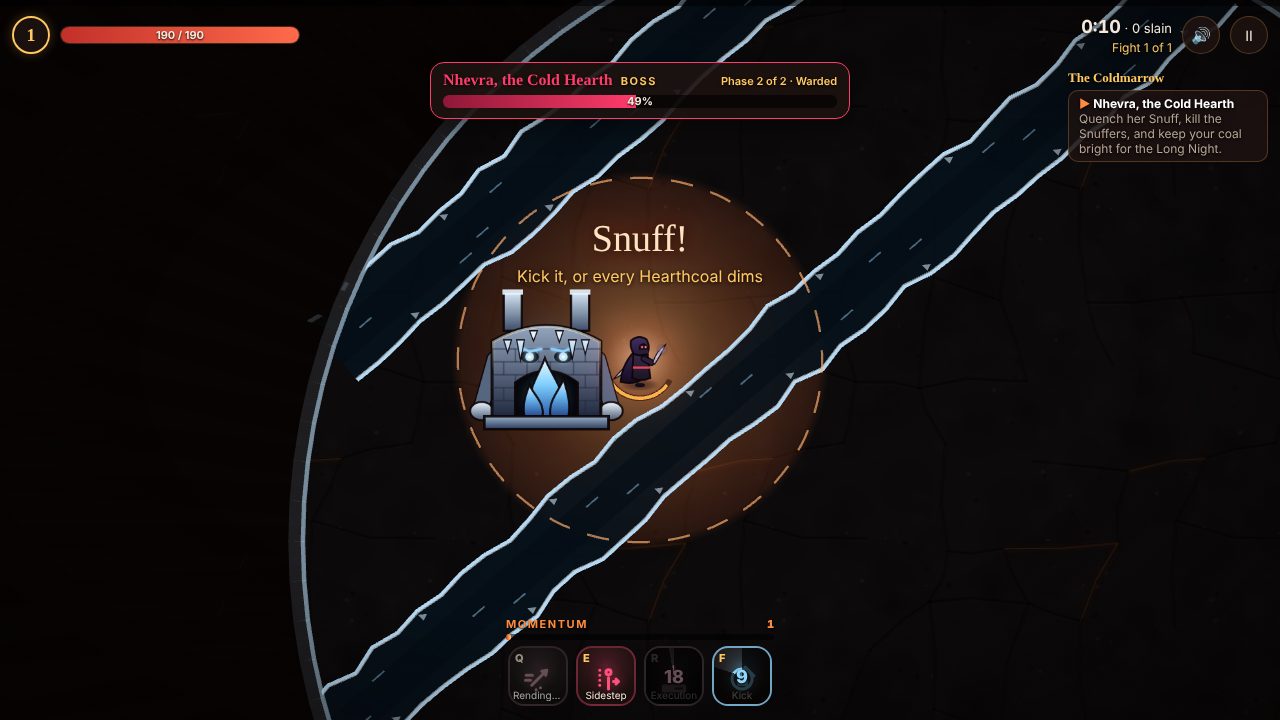 1
190 / 190
0:10 · 0 slain
Fight 1 of 1
Nhevra, the Cold Hearth BOSS Phase 2 of 2 · Warded
49%
The Coldmarrow
Nhevra, the Cold Hearth
Quench her Snuff, kill the
Snuffers, and keep your coal
bright for the Long Night.
Snuff!
Kick it, or every Hearthcoal dims
MOMENTUM 1
Q E R F
18 9
Rending... Sidestep Execution Kick